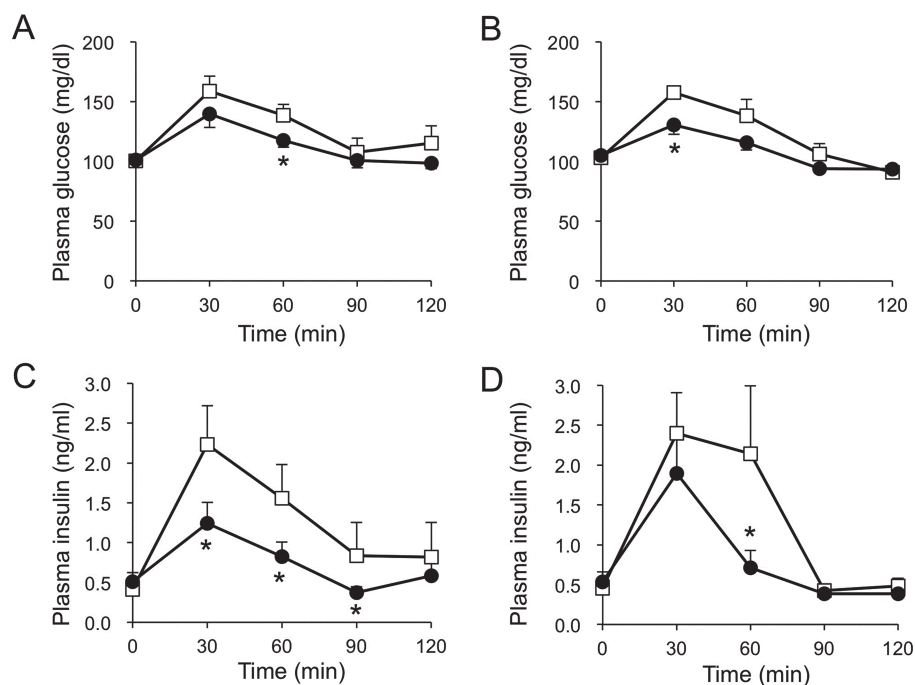 A
Plasma glucose (mg/dl)
200
150
100
50
0
*
0 30 60 90 120
Time (min)
B
Plasma glucose (mg/dl)
200
150
100
50
0
*
0 30 60 90 120
Time (min)
C
Plasma insulin (ng/ml)
3.0
2.5
2.0
1.5
1.0
0.5
0.0
*
*
*
0 30 60 90 120
Time (min)
D
Plasma insulin (ng/ml)
3.0
2.5
2.0
1.5
1.0
0.5
0.0
*
0 30 60 90 120
Time (min)